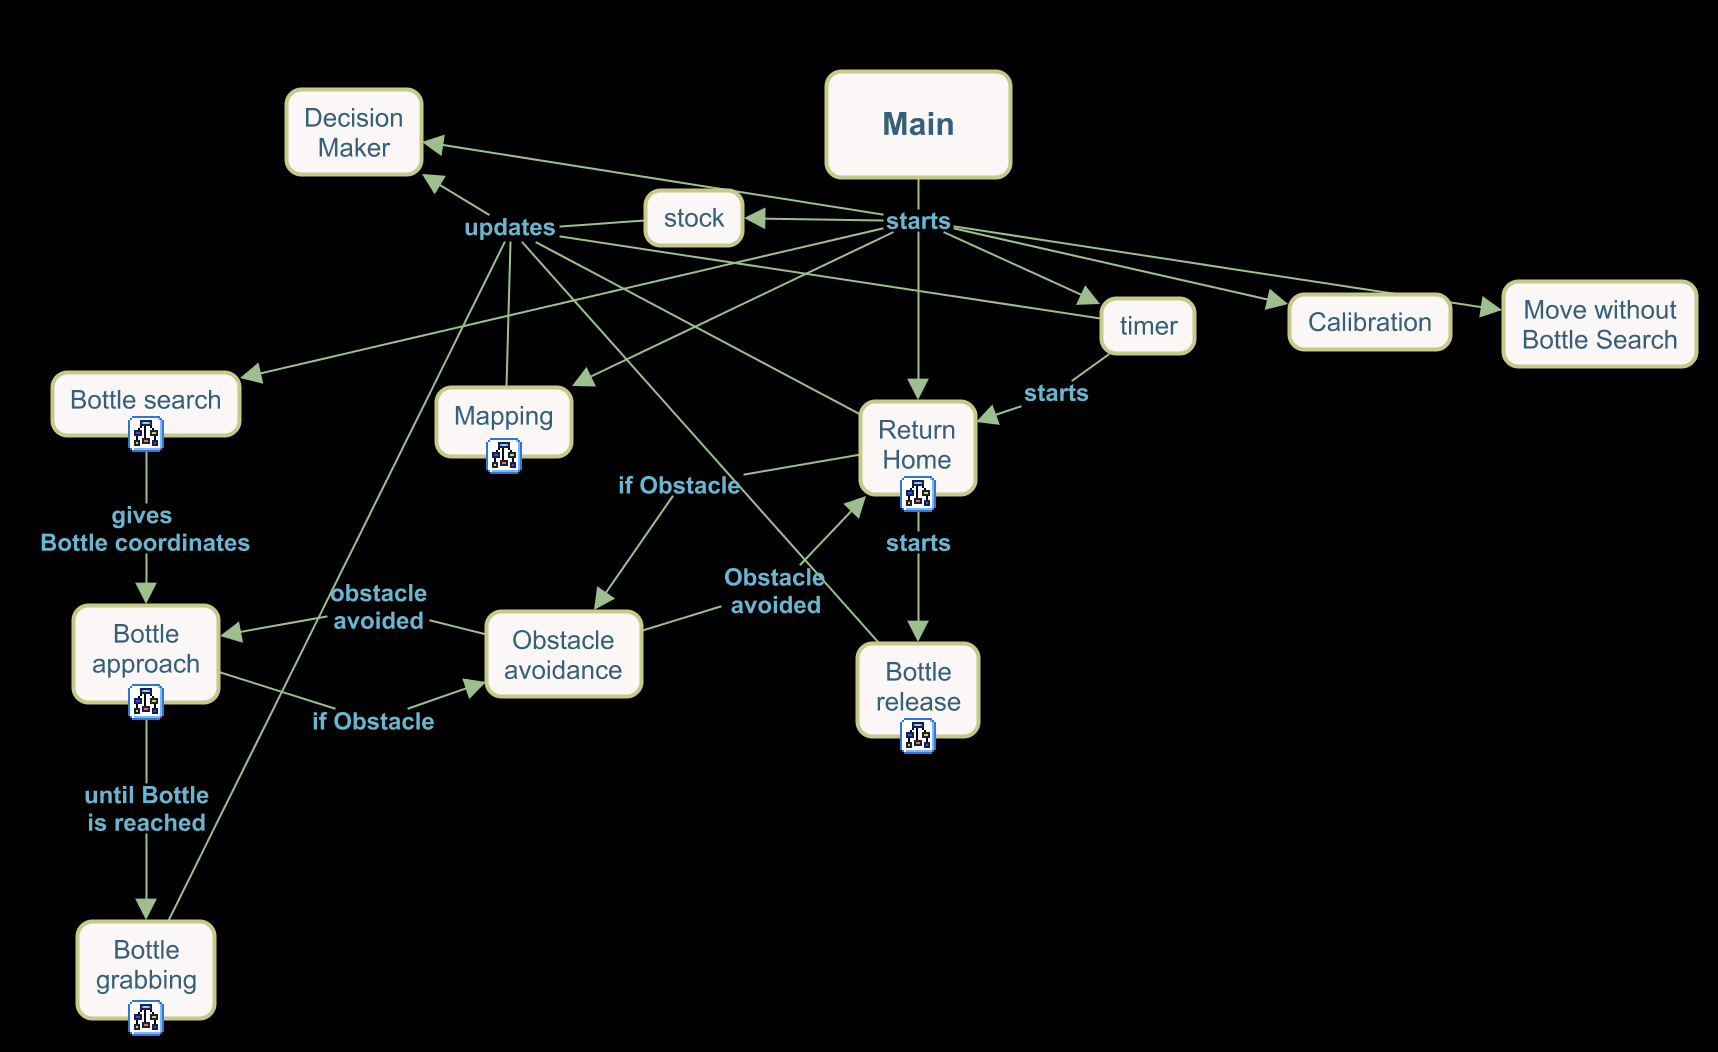 Main
Decision
Maker
stock
updates
starts
timer
Calibration
Move without
Bottle Search
Bottle search
Mapping
starts
Return
Home
if Obstacle
gives
Bottle coordinates
starts
obstacle
avoided
Obstacle
avoided
Bottle
approach
Obstacle
avoidance
Bottle
release
if Obstacle
until Bottle
is reached
Bottle
grabbing